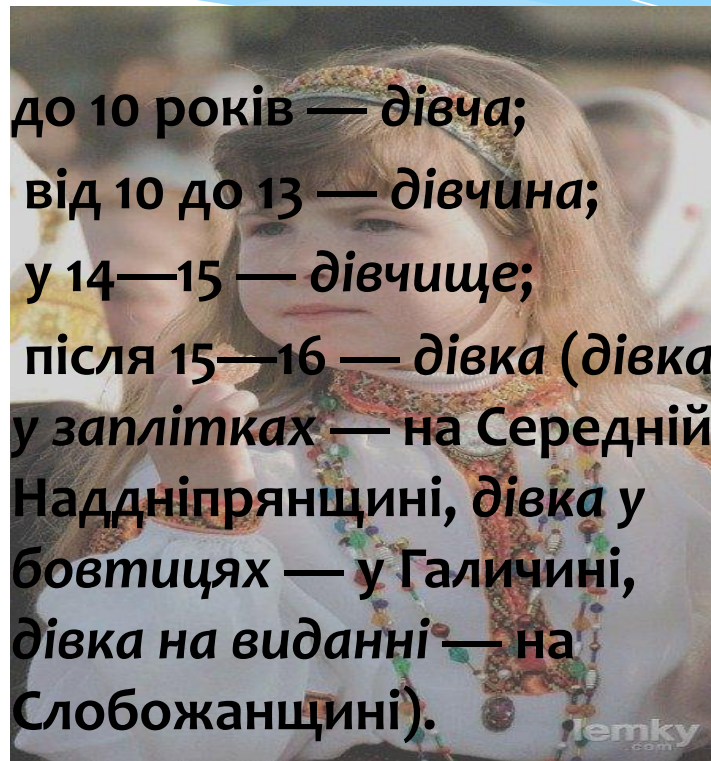 до 10 років — дівча;
від 10 до 13 — дівчина;
у 14—15 — дівчище;
після 15—16 — дівка (дівка
у заплітках — на Середній
Наддніпрянщині, дівка у
бовтицях — у Галичині,
дівка на виданні — на
Слобожанщині).
lemky
.com